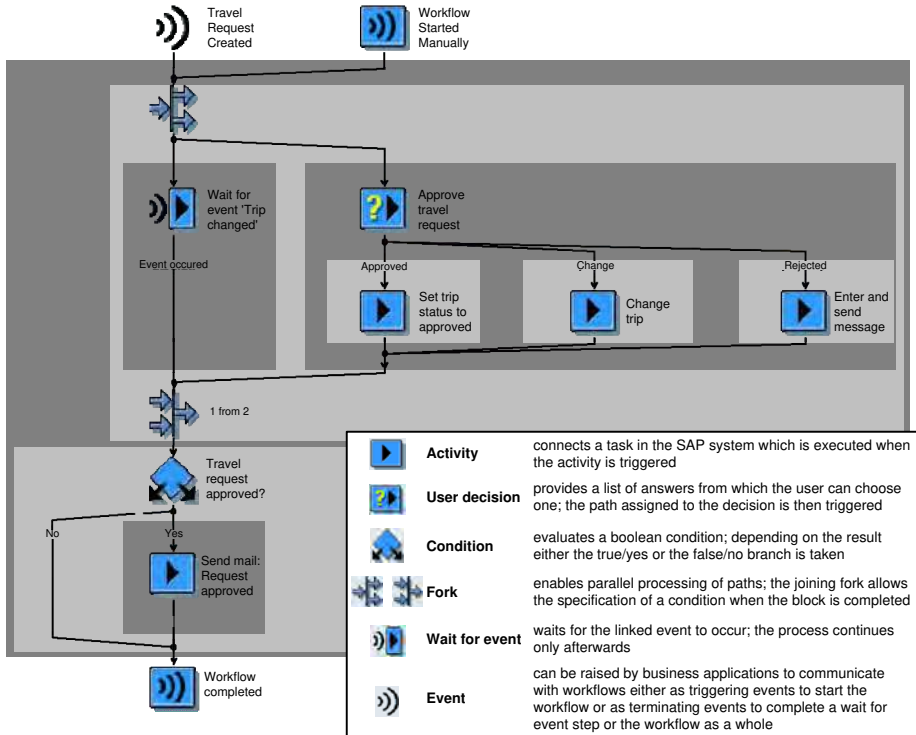 Travel
Request
Created
Workflow
Started
Manually
Wait for
event 'Trip
changed'
Approve
travel
request
Event occured
Approved
Change
Rejected
Set trip
status to
approved
Change
trip
Enter and
send
message
1 from 2
Travel
request
approved?
No
Yes
Send mail:
Request
approved
Workflow
completed
Activity
connects a task in the SAP system which is executed when
the activity is triggered
User decision
provides a list of answers from which the user can choose
one; the path assigned to the decision is then triggered
Condition
evaluates a boolean condition; depending on the result
either the true/yes or the false/no branch is taken
Fork
enables parallel processing of paths; the joining fork allows
the specification of a condition when the block is completed
Wait for event
waits for the linked event to occur; the process continues
only afterwards
Event
can be raised by business applications to communicate
with workflows either as triggering events to start the
workflow or as terminating events to complete a wait for
event step or the workflow as a whole